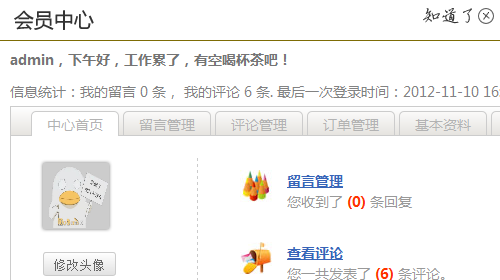 会员中心
知道了
admin，下午好，工作累了，有空喝杯茶吧！
信息统计：我的留言 0 条， 我的评论 6 条. 最后一次登录时间：2012-11-10 16
中心首页 留言管理 评论管理 订单管理 基本资料
留言管理
您收到了 (0) 条回复
修改头像
查看评论
您一共发表了 (6) 条评论。